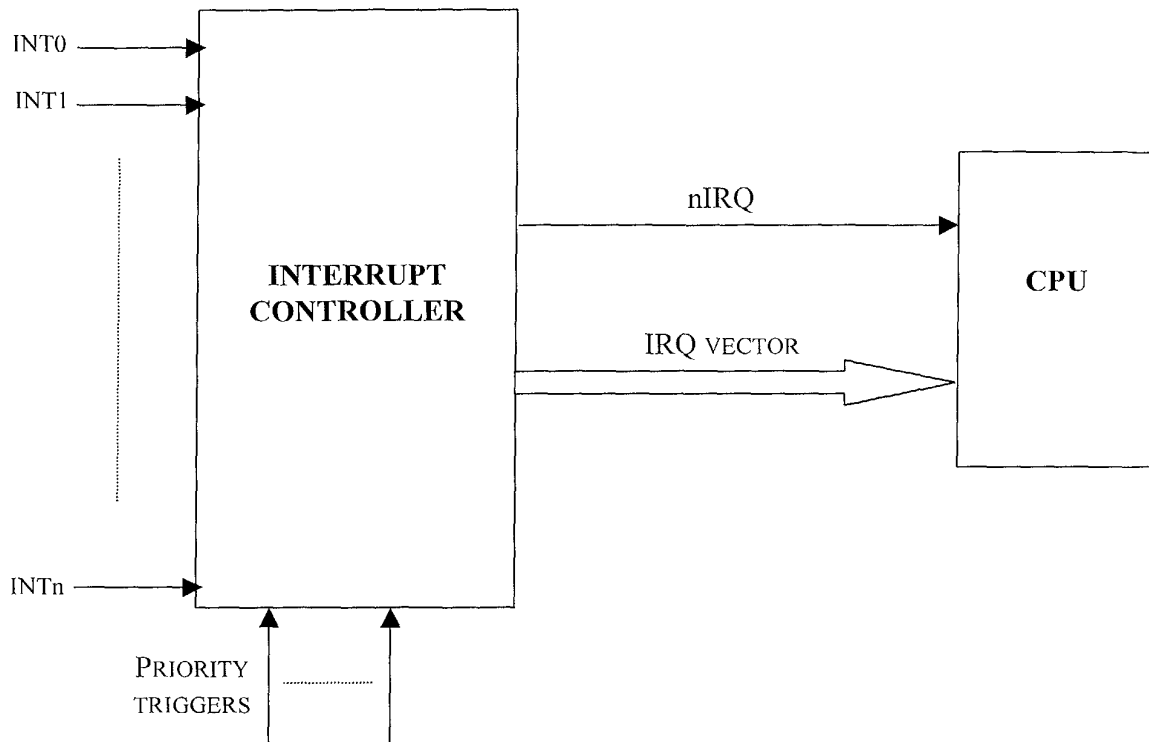 INT0
INT1
nIRQ
INTERRUPT
CONTROLLER
CPU
IRQ VECTOR
INTn
PRIORITY
TRIGGERS